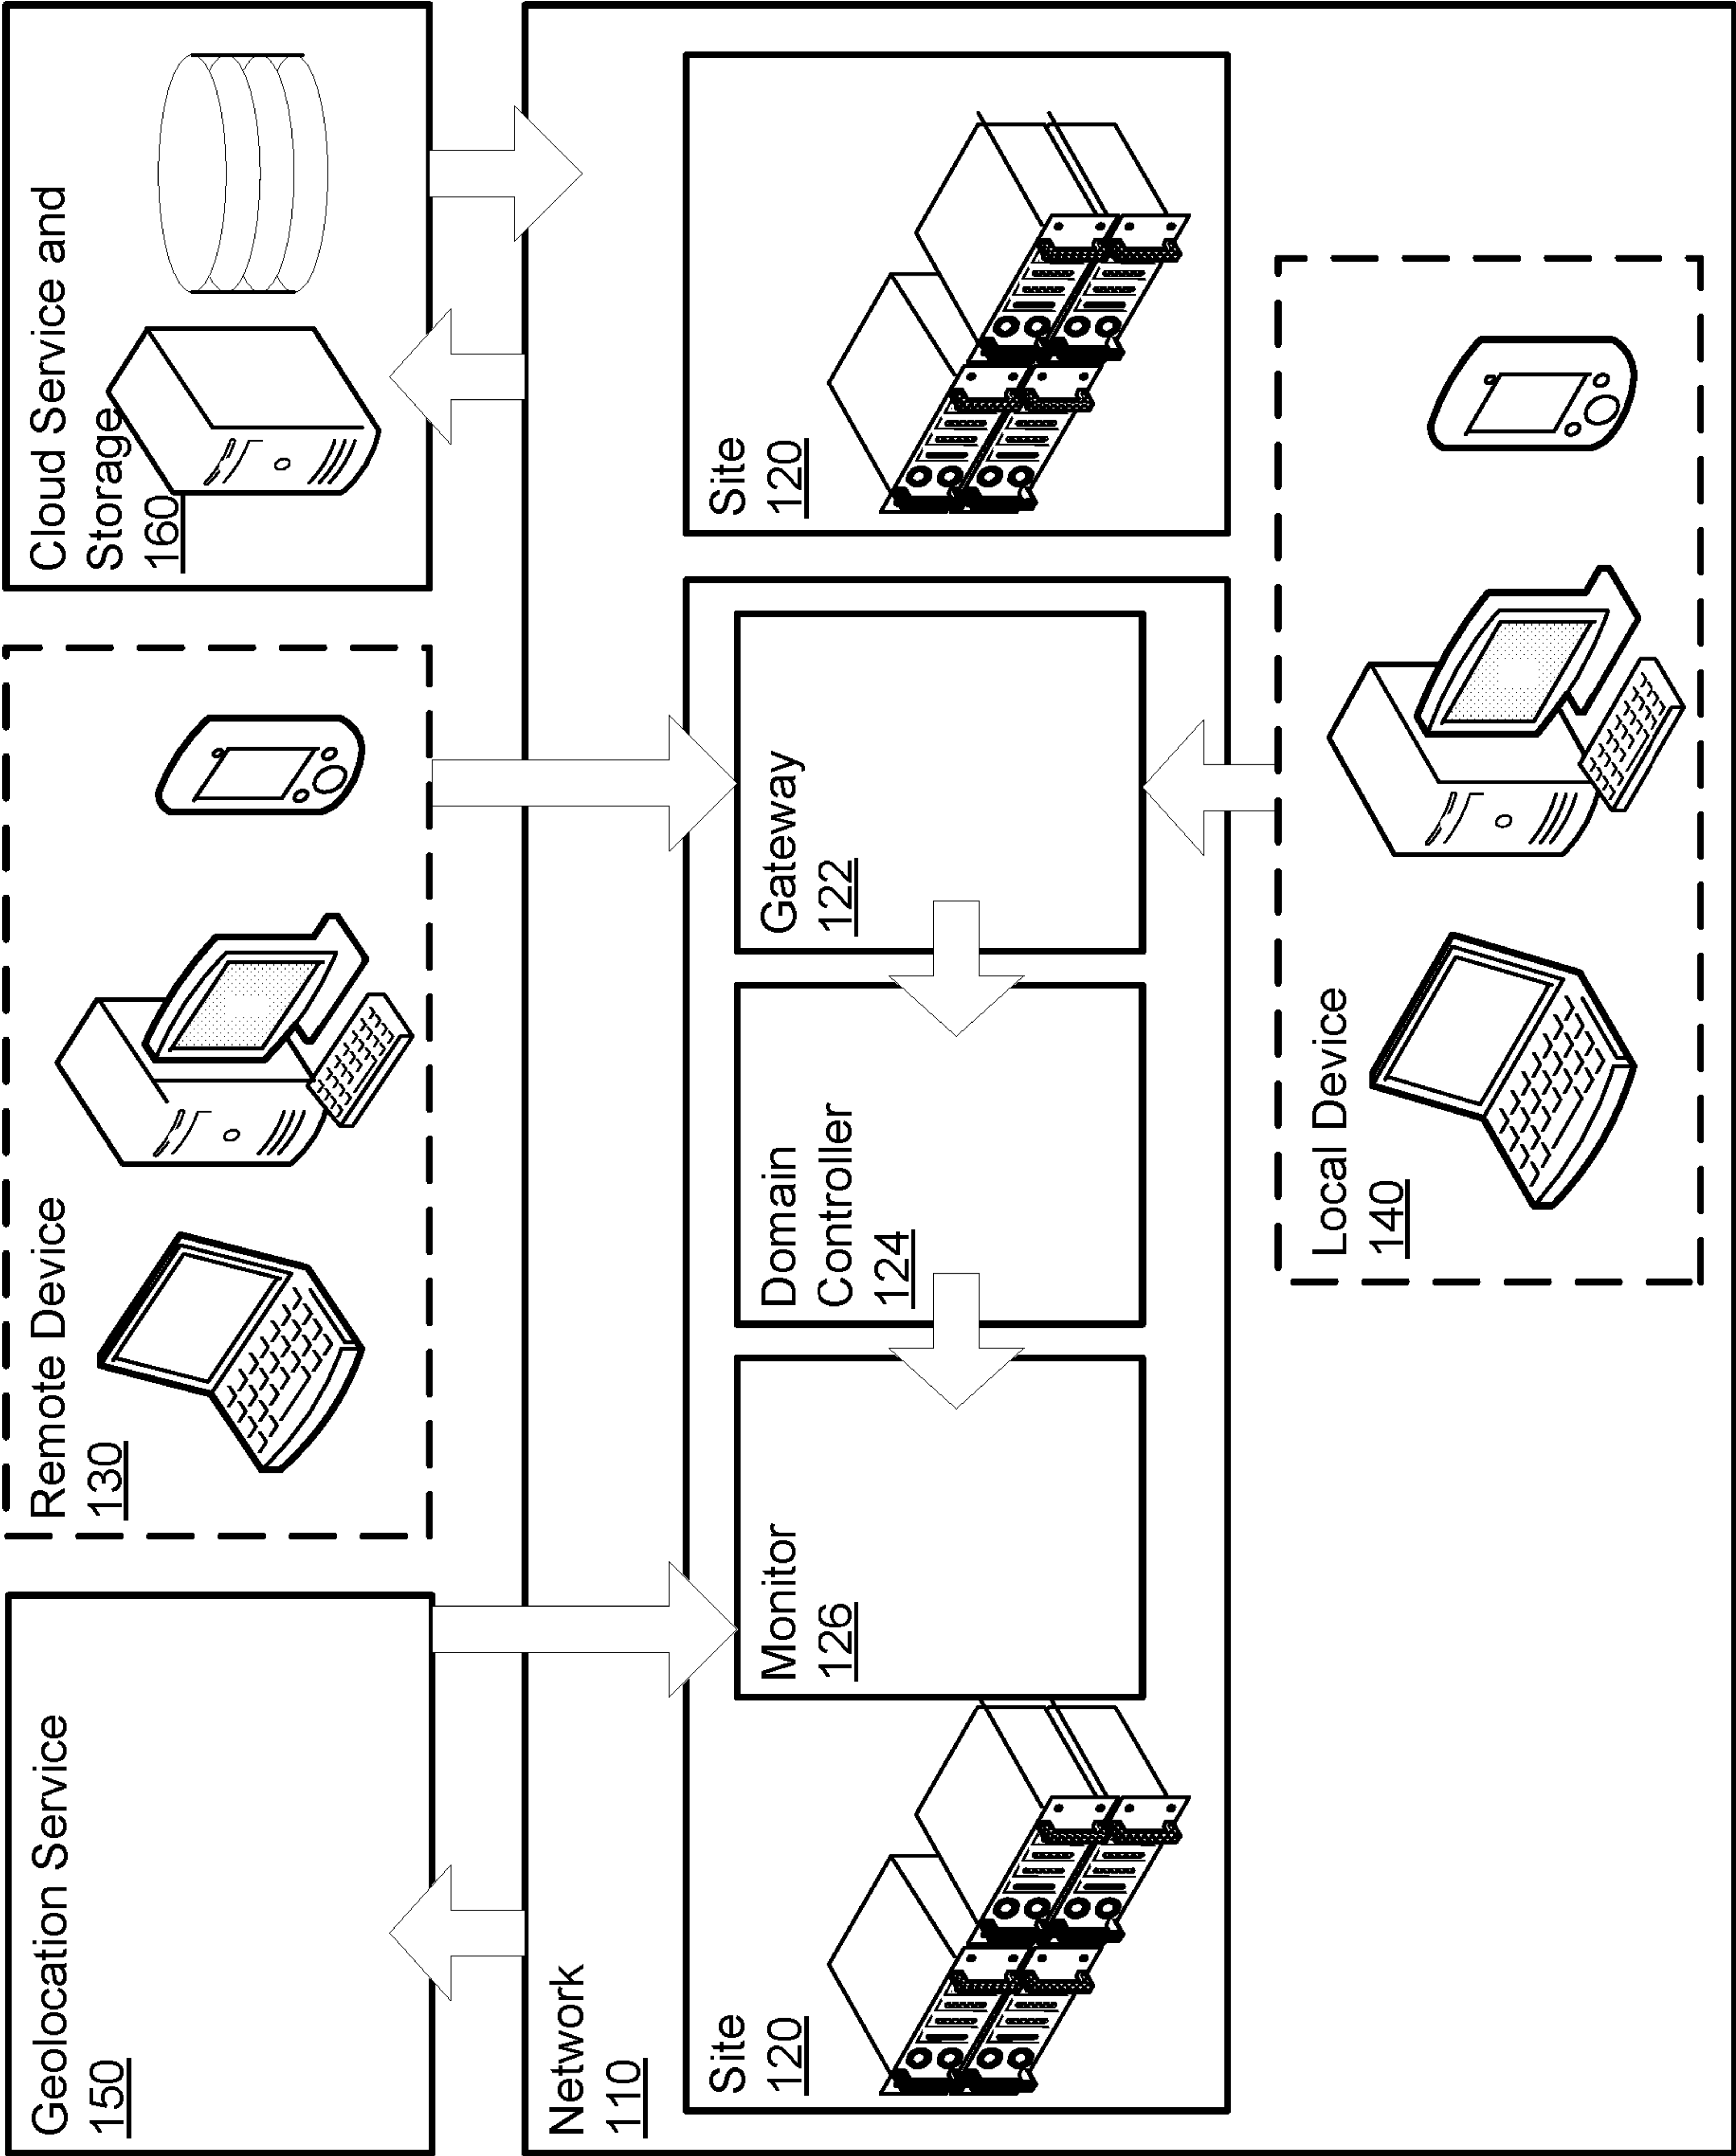 Geolocation Service
150
Remote Device
130
Cloud Service and
Storage
160
Network
110
Site
120
Monitor
126
Domain
Controller
124
Gateway
122
Site
120
Local Device
140